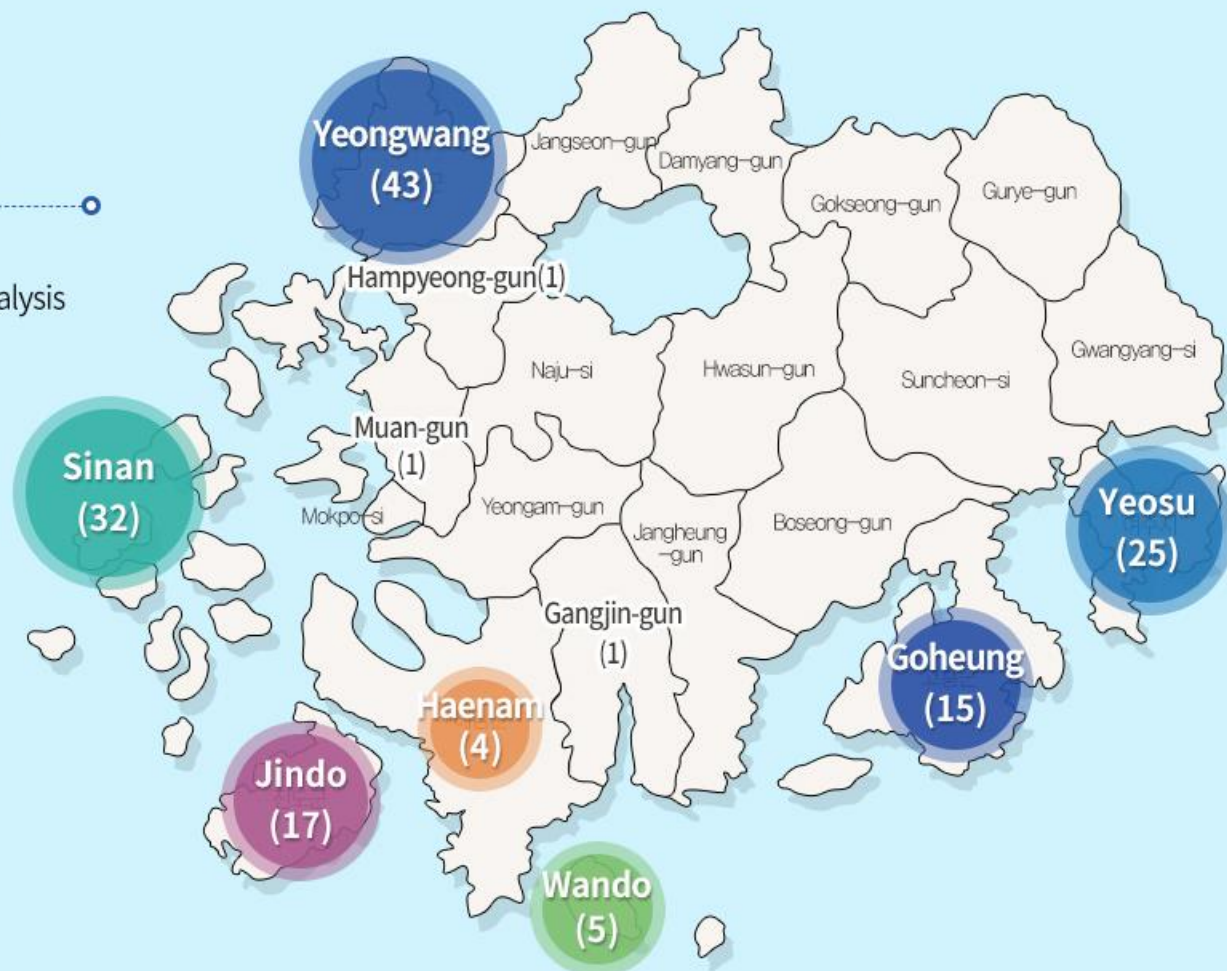 Yeongwang
(43)
Jangseon-gun
Damyang-gun
Gokseong-gun
Gurye-gun
Hampyeong-gun(1)
alysis
Naju-si
Hwasun-gun
Suncheon-si
Gwangyang-si
Muan-gun
(1)
Sinan
(32)
Mokpo-si
Yeongam-gun
Jangheung
-gun
Boseong-gun
Yeosu
(25)
Gangjin-gun
(1)
Goheung
(15)
Haenam
(4)
Jindo
(17)
Wando
(5)